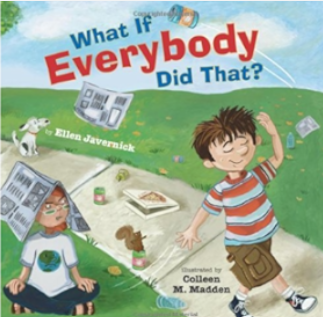 What If
Everybody
Did That?
by Ellen Javernick
Illustrated by
Colleen
M. Madden